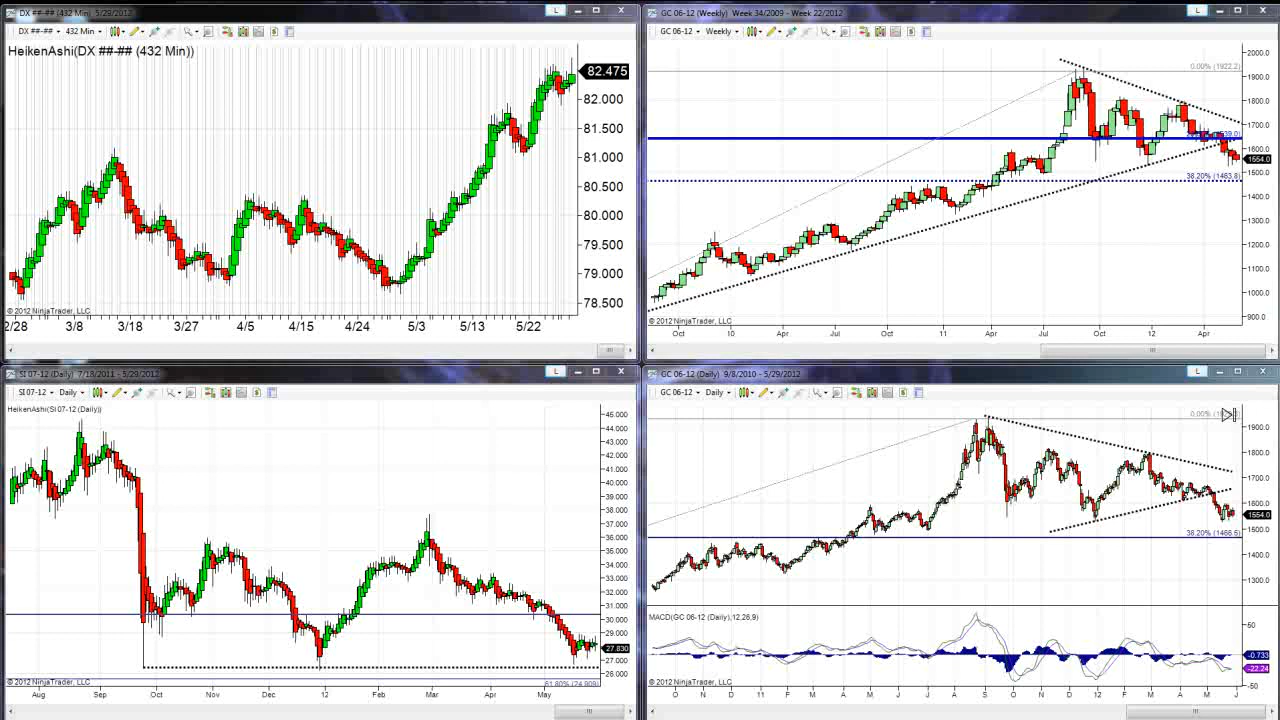 DX ##-## (432 Min) 5/29/2012
DX ##-## 432 Min
HeikenAshi(DX ##-## (432 Min))
82.475
82.000
81.500
81.000
80.500
80.000
79.500
79.000
78.500
© 2012 NinjaTrader, LLC
2/28 3/8 3/18 3/27 4/5 4/15 4/24 5/3 5/13 5/22
GC 06-12 (Weekly) Week 34/2009 - Week 22/2012
GC 06-12 Weekly
2000.0
0.00% (1922.2)
1900.0
1800.0
1700.0
1600.0
1554.0
1500.0
38.20% (1463.8)
1400.0
1300.0
1200.0
1100.0
1000.0
900.0
© 2012 NinjaTrader, LLC
Oct 10 Apr Jul Oct 11 Apr Jul Oct 12 Apr
SI 07-12 (Daily) 7/18/2011 - 5/29/2012
SI 07-12 Daily
HeikenAshi(SI 07-12 (Daily))
45.000
44.000
42.000
41.000
40.000
38.000
37.000
36.000
35.000
33.000
32.000
31.000
30.000
29.000
27.830
27.000
26.000
61.80% (24.809)
© 2012 NinjaTrader, LLC
Aug Sep Oct Nov Dec 12 Feb Mar Apr May
GC 06-12 (Daily) 9/8/2010 - 5/29/2012
GC 06-12 Daily
0.00%
1900.0
1800.0
1700.0
1600.0
1554.0
38.20% (1466.5)
1400.0
1300.0
MACD(GC 06-12 (Daily),12,26,9)
50
-0.733
-22.24
-50
© 2012 NinjaTrader, LLC
O N D 11 F M A M J J A S O N D 12 F M A M J